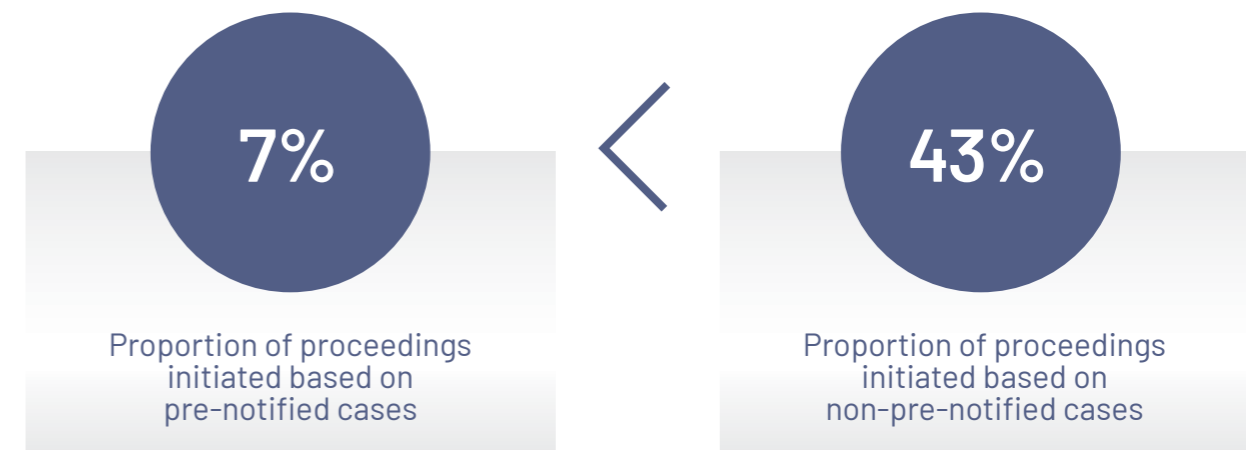 7%
43%
Proportion of proceedings
initiated based on
pre-notified cases
Proportion of proceedings
initiated based on
non-pre-notified cases